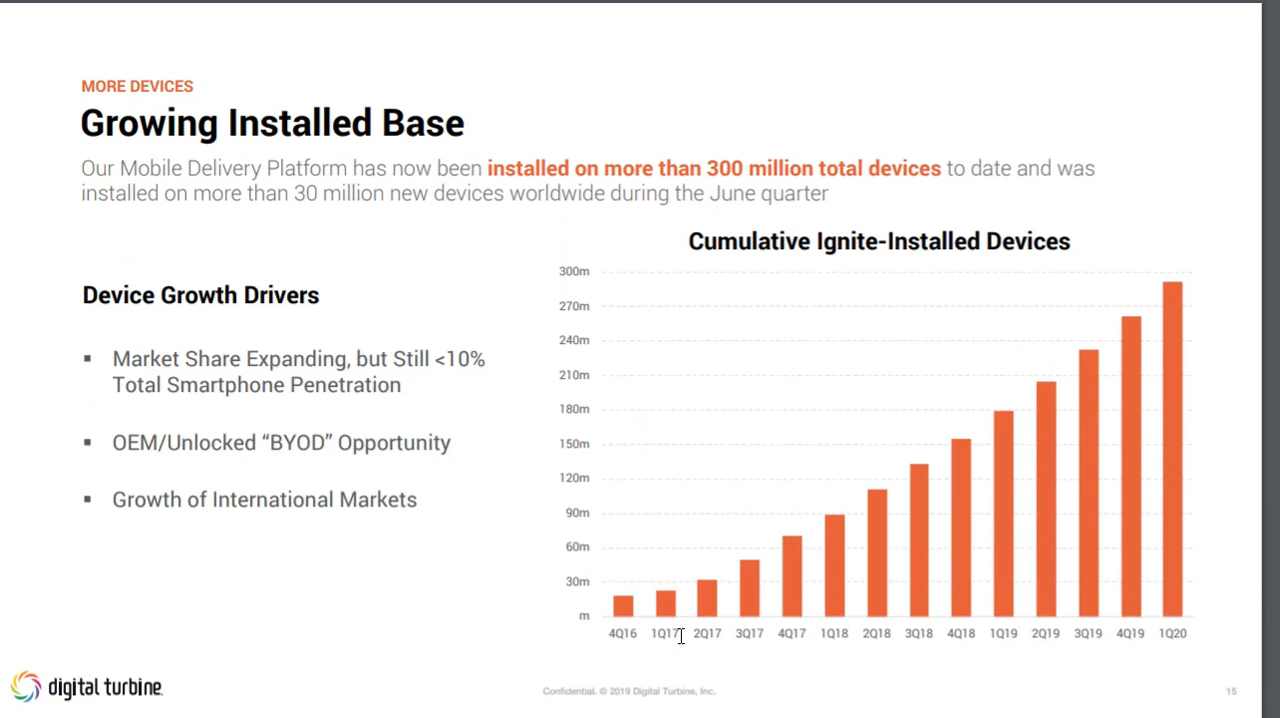 MORE DEVICES
Growing Installed Base
Our Mobile Delivery Platform has now been installed on more than 300 million total devices to date and was
installed on more than 30 million new devices worldwide during the June quarter
Device Growth Drivers
▪ Market Share Expanding, but Still <10%
Total Smartphone Penetration
▪ OEM/Unlocked “BYOD” Opportunity
▪ Growth of International Markets
Cumulative Ignite-Installed Devices
300m
270m
240m
210m
180m
150m
120m
90m
60m
30m
m
4Q16 1Q17 2Q17 3Q17 4Q17 1Q18 2Q18 3Q18 4Q18 1Q19 2Q19 3Q19 4Q19 1Q20
digital turbine.
Confidential. © 2019 Digital Turbine, Inc.
15